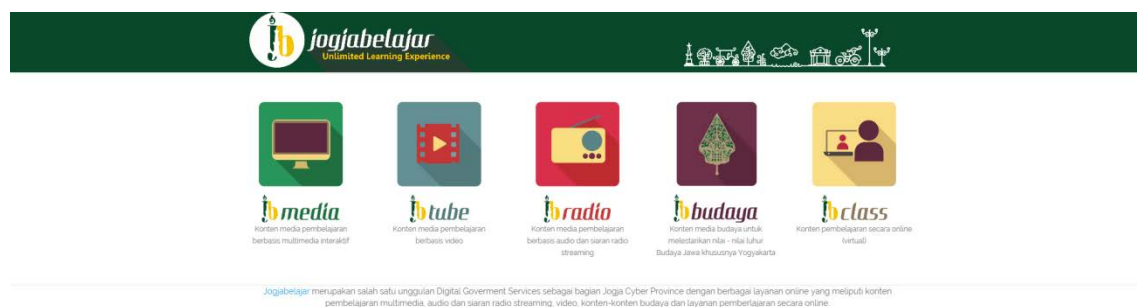 jb jogjabelajar
Unlimited Learning Experience
jb media
Konten media pembelajaran
berbasis multimedia interaktif
jb tube
Konten media pembelajaran
berbasis video
jb radio
Konten media pembelajaran
berbasis audio dan siaran radio
streaming
jb budaya
Konten media budaya untuk
melestarikan nilai - nilai luhur
Budaya Jawa khususnya Yogyakarta
jb class
Konten pembelajaran secara online
(virtual)
Jogjabelajar merupakan salah satu unggulan Digital Goverment Services sebagai bagian Jogja Cyber Province dengan berbagai layanan online yang meliputi konten
pembelajaran multimedia, audio dan siaran radio streaming, video, konten-konten budaya dan layanan pemberlajaran secara online.